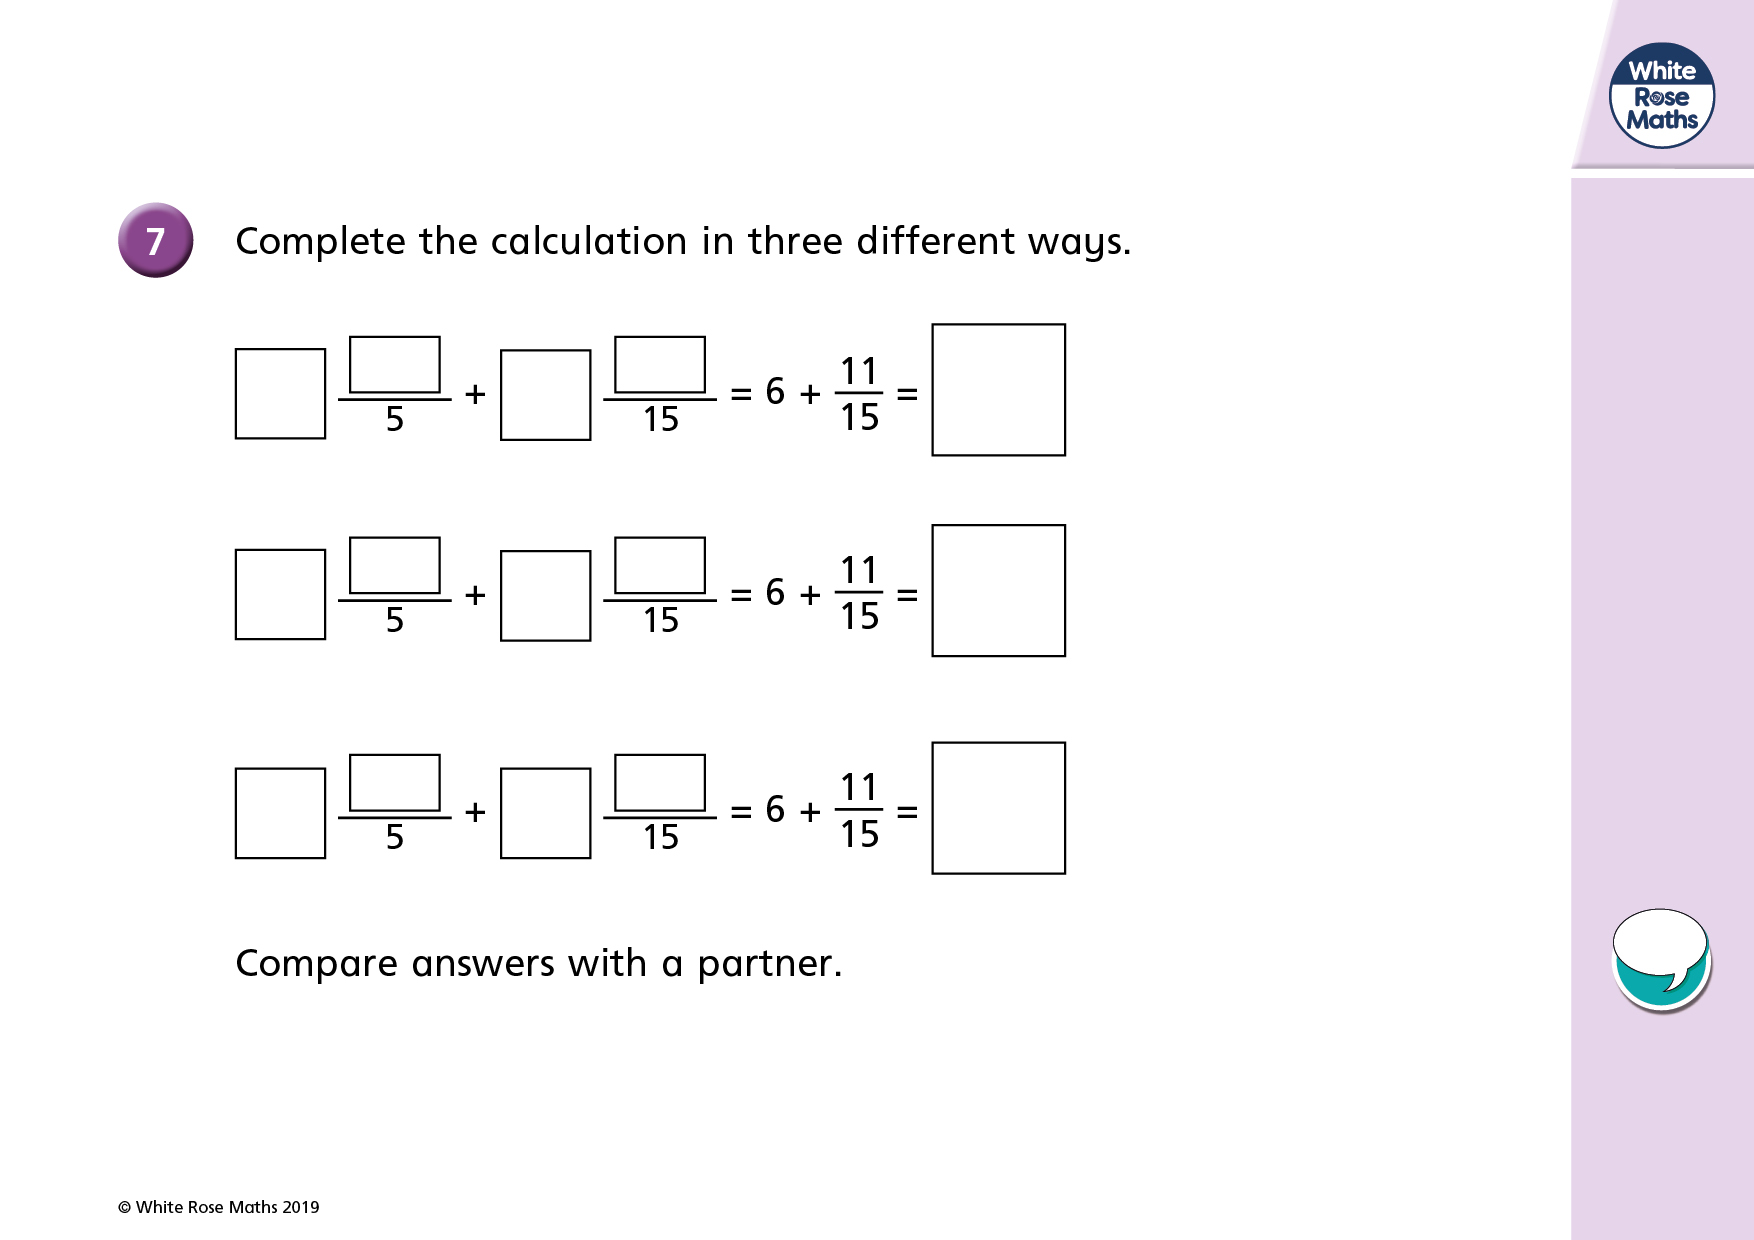 White
Rose
Maths
7 Complete the calculation in three different ways.
/5 + /15 = 6 + 11/15 =
/5 + /15 = 6 + 11/15 =
/5 + /15 = 6 + 11/15 =
Compare answers with a partner.
© White Rose Maths 2019